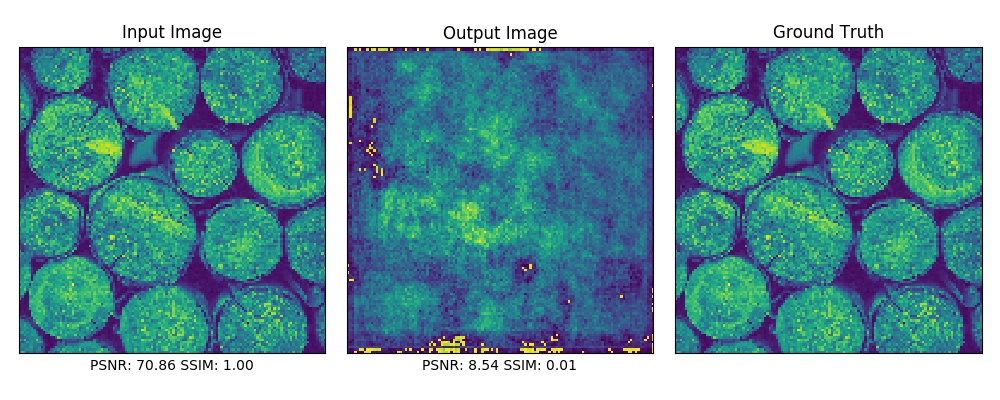 Input Image
Output Image
Ground Truth
PSNR: 70.86 SSIM: 1.00
PSNR: 8.54 SSIM: 0.01